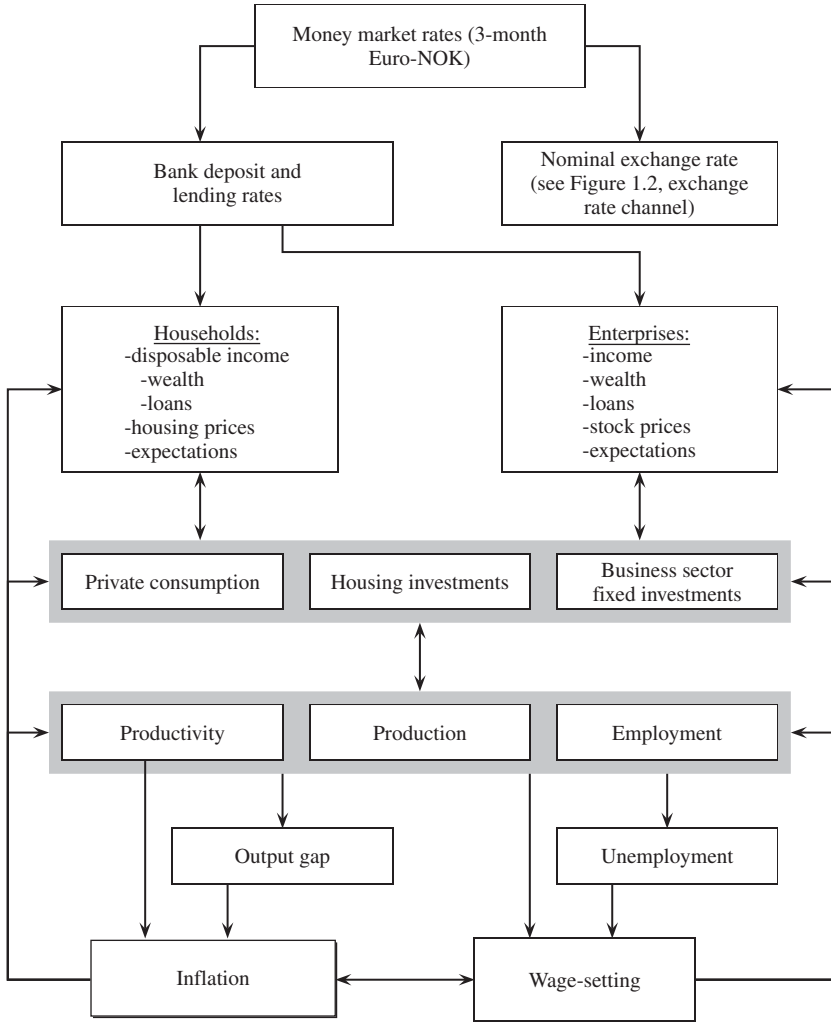 Money market rates (3-month
Euro-NOK)
Bank deposit and
lending rates
Nominal exchange rate
(see Figure 1.2, exchange
rate channel)
Households:
-disposable income
-wealth
-loans
-housing prices
-expectations
Enterprises:
-income
-wealth
-loans
-stock prices
-expectations
Private consumption
Housing investments
Business sector
fixed investments
Productivity
Production
Employment
Output gap
Unemployment
Inflation
Wage-setting